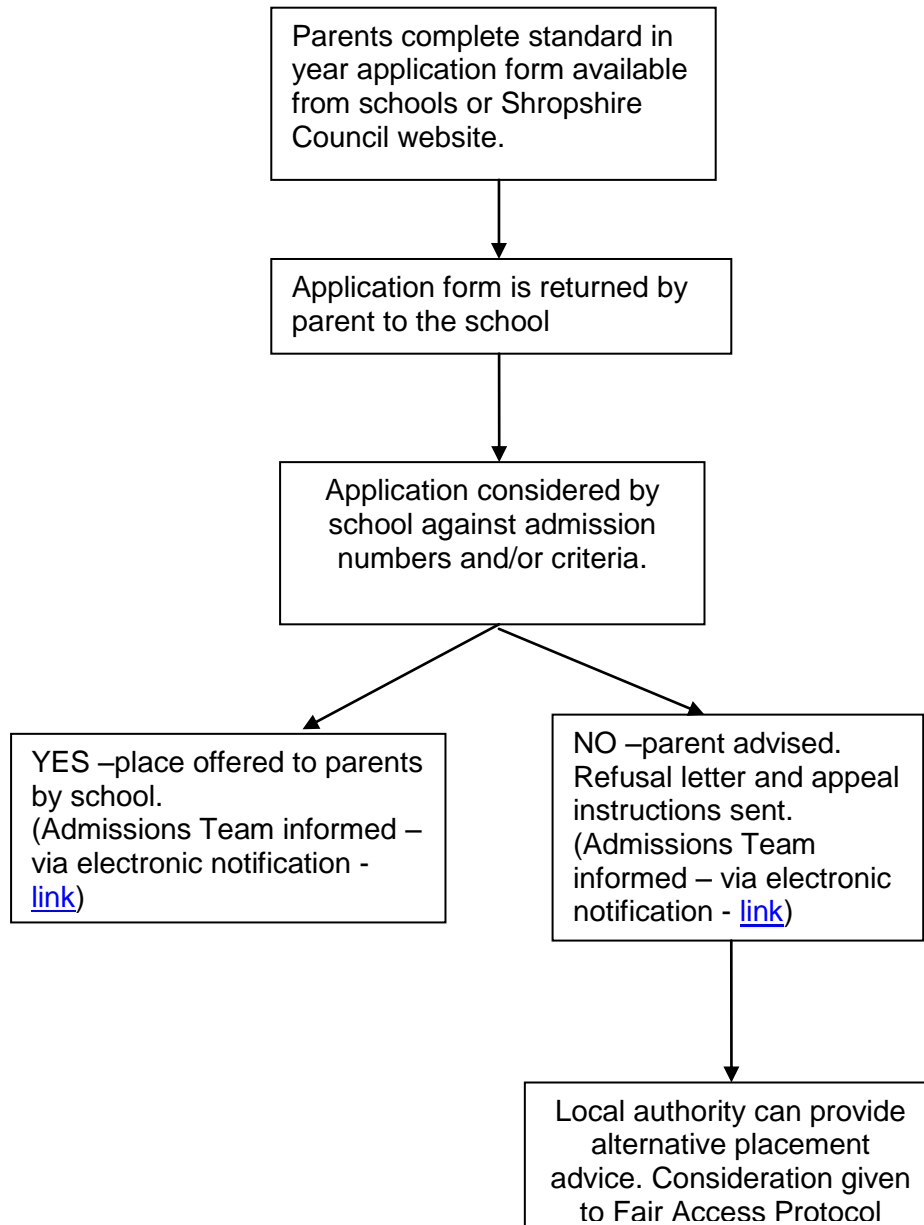 Parents complete standard in
year application form available
from schools or Shropshire
Council website.
Application form is returned by
parent to the school
Application considered by
school against admission
numbers and/or criteria.
YES –place offered to parents
by school.
(Admissions Team informed –
via electronic notification -
link)
NO –parent advised.
Refusal letter and appeal
instructions sent.
(Admissions Team
informed – via electronic
notification - link)
Local authority can provide
alternative placement
advice. Consideration given
to Fair Access Protocol